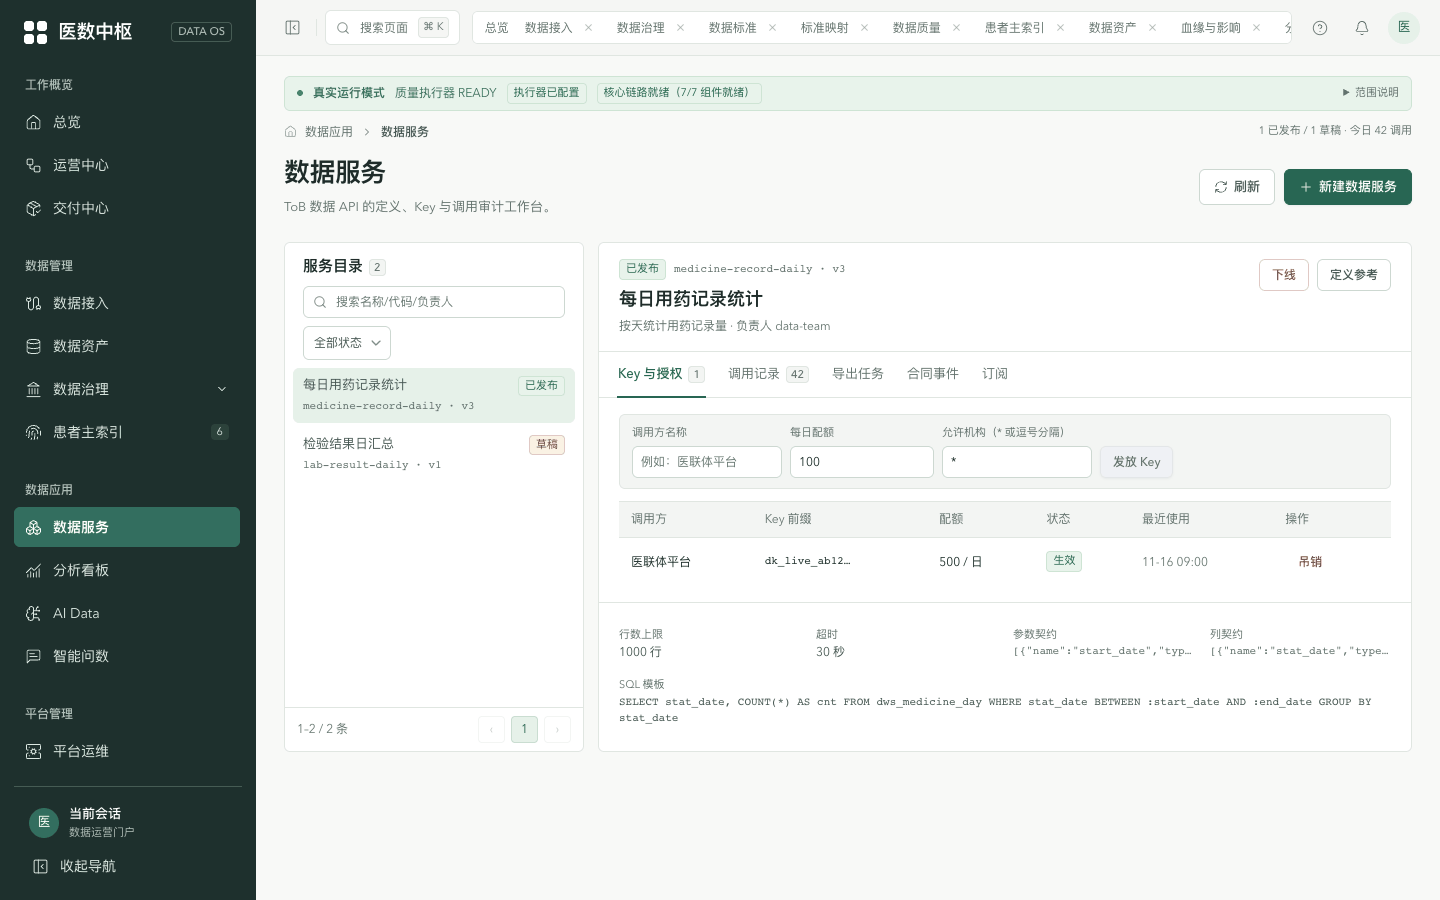 医数中枢
DATA OS
工作概览
总览
运营中心
交付中心
数据管理
数据接入
数据资产
数据治理
患者主索引
6
数据应用
数据服务
分析看板
AI Data
智能问数
平台管理
平台运维
医
当前会话
数据运营门户
收起导航
搜索页面 ⌘ K
总览 数据接入 × 数据治理 × 数据标准 × 标准映射 × 数据质量 × 患者主索引 × 数据资产 × 血缘与影响 ×
医
真实运行模式 质量执行器 READY 执行器已配置 核心链路就绪（7/7 组件就绪）
▶ 范围说明
数据应用 > 数据服务
1 已发布 / 1 草稿 · 今日 42 调用
数据服务
ToB 数据 API 的定义、Key 与调用审计工作台。
刷新
+ 新建数据服务
服务目录 2
搜索名称/代码/负责人
全部状态
每日用药记录统计 已发布
medicine-record-daily · v3
检验结果日汇总 草稿
lab-result-daily · v1
1-2 / 2 条
‹ 1 ›
已发布 medicine-record-daily · v3
每日用药记录统计
按天统计用药记录量 · 负责人 data-team
下线
定义参考
Key 与授权 1 调用记录 42 导出任务 合同事件 订阅
调用方名称 每日配额 允许机构（* 或逗号分隔）
例如：医联体平台 100 * 发放 Key
调用方 Key 前缀 配额 状态 最近使用 操作
医联体平台 dk_live_ab12… 500 / 日 生效 11-16 09:00 吊销
行数上限 超时 参数契约 列契约
1000 行 30 秒 [{"name":"start_date","typ… [{"name":"stat_date","type…
SQL 模板
SELECT stat_date, COUNT(*) AS cnt FROM dws_medicine_day WHERE stat_date BETWEEN :start_date AND :end_date GROUP BY
stat_date